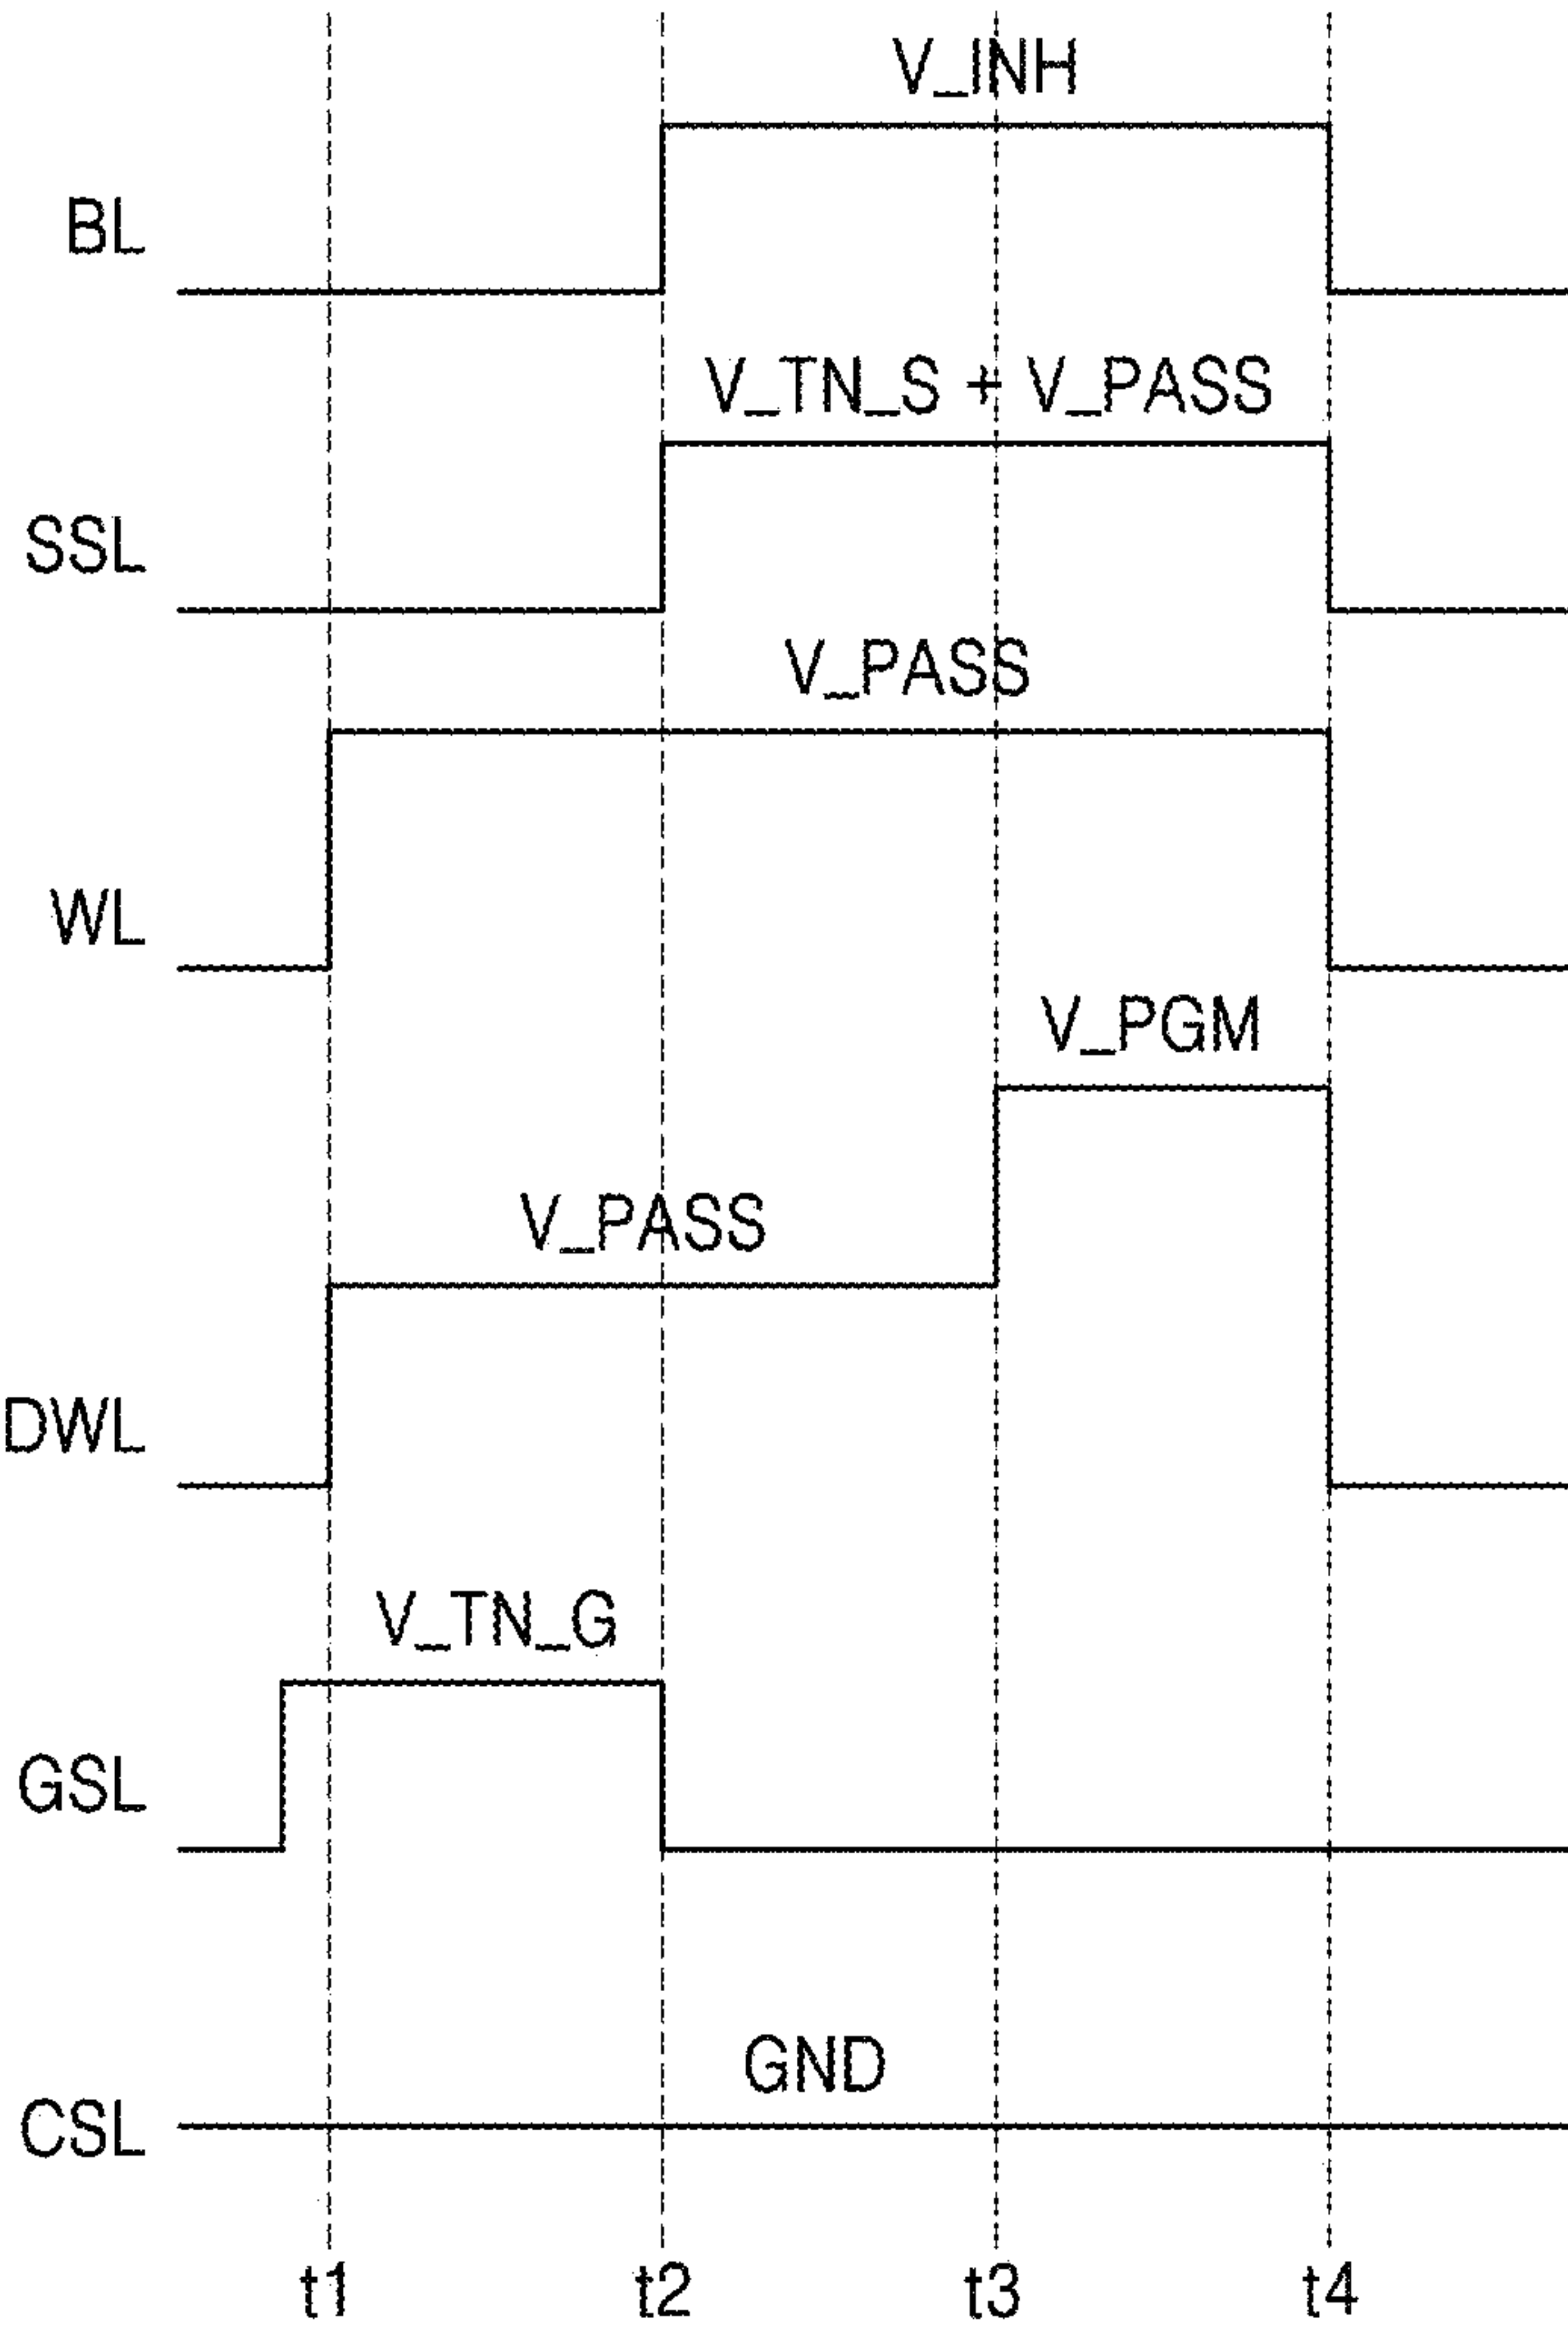 V_INH
BL
V_TN_S + V_PASS
SSL
V_PASS
WL
V_PGM
V_PASS
DWL
V_TN_G
GSL
GND
CSL
t1 t2 t3 t4